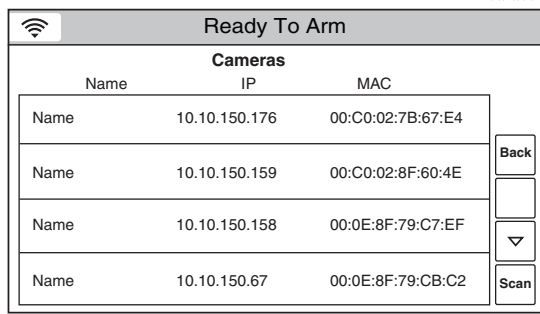 Ready To Arm
Cameras
Name IP MAC
Name 10.10.150.176 00:C0:02:7B:67:E4
Back
Name 10.10.150.159 00:C0:02:8F:60:4E
Name 10.10.150.158 00:0E:8F:79:C7:EF
Name 10.10.150.67 00:0E:8F:79:CB:C2
Scan